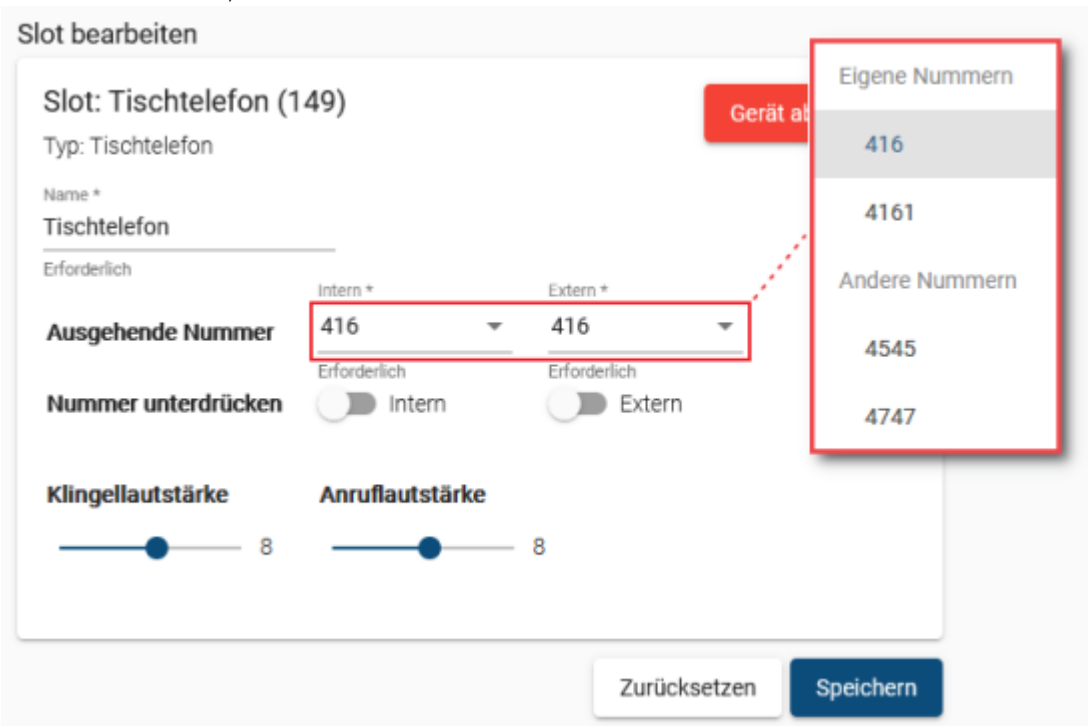 Slot bearbeiten
Slot: Tischtelefon (149)
Gerät
Typ: Tischtelefon
Name *
Tischtelefon
Erforderlich
Intern *
Extern *
Ausgehende Nummer
416
416
Erforderlich
Erforderlich
Nummer unterdrücken
Intern
Extern
Klingellautstärke
Anruflautstärke
8
8
Zurücksetzen
Speichern
Eigene Nummern
416
4161
Andere Nummern
4545
4747